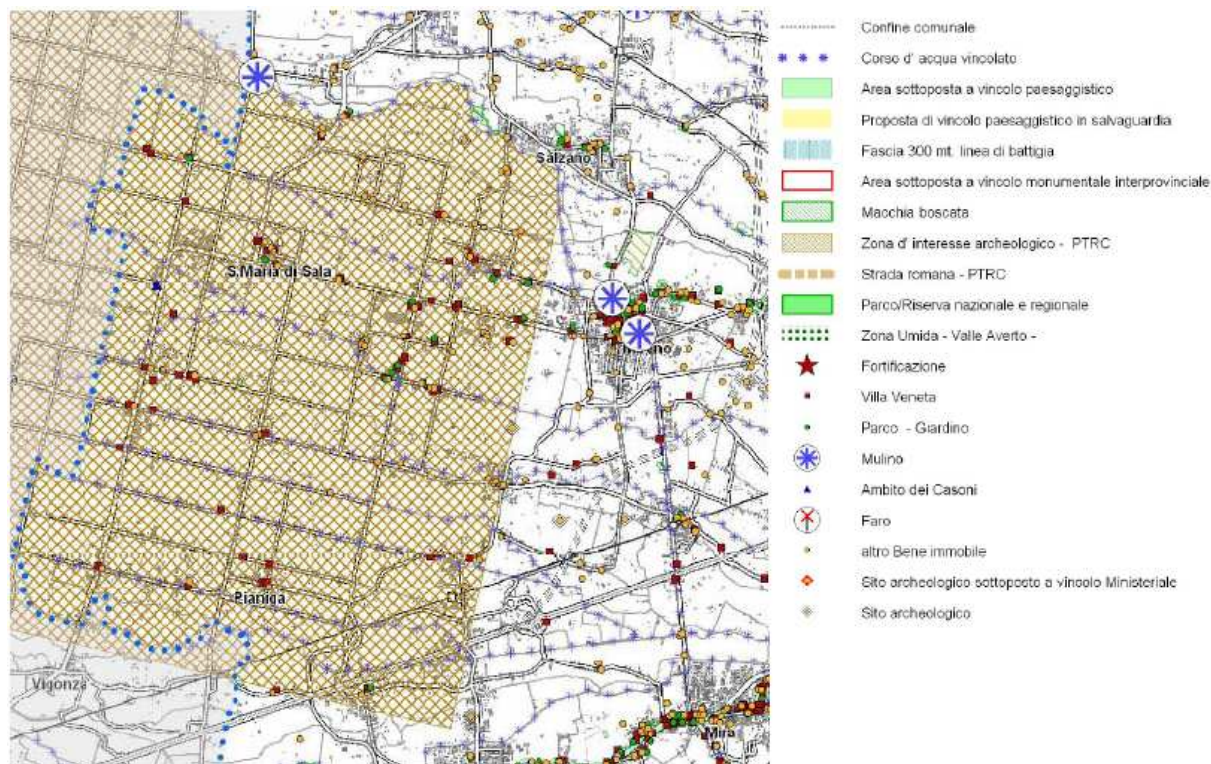 Salzano
S.Maria di Sala
Pianiga
Vigonza
Mira
Confine comunale
Corso d' acqua vincolato
Area sottoposta a vincolo paesaggistico
Proposta di vincolo paesaggistico in salvaguardia
Fascia 300 mt. linea di battigia
Area sottoposta a vincolo monumentale interprovinciale
Macchia boscata
Zona d' interesse archeologico - PTRC
Strada romana - PTRC
Parco/Riserva nazionale e regionale
Zona Umida - Valle Averto -
Fortificazione
Villa Veneta
Parco - Giardino
Mulino
Ambito dei Casoni
Faro
altro Bene immobile
Sito archeologico sottoposto a vincolo Ministeriale
Sito archeologico